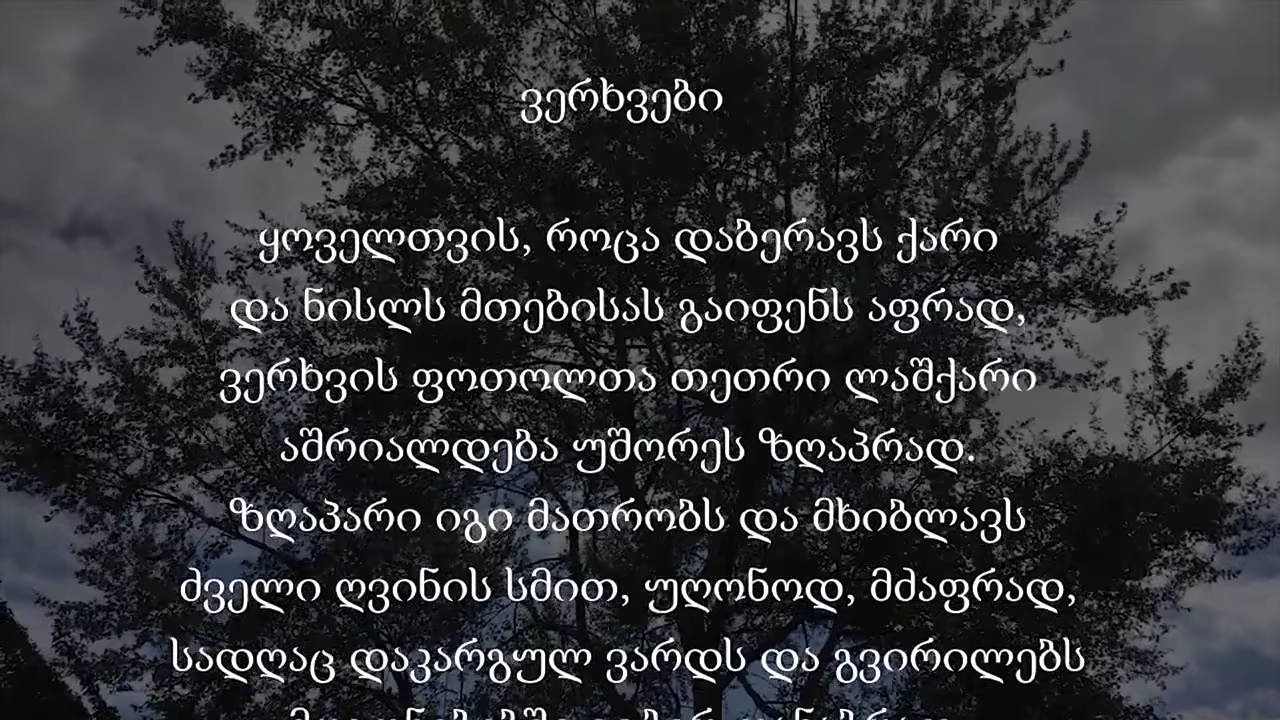 ვერხვები
ყოველთვის, როცა დაბერავს ქარი
და ნისლს მთებისას გაიფენს აფრად,
ვერხვის ფოთოლთა თეთრი ლაშქარი
აშრიალდება უშორეს ზღაპრად.
ზღაპარი იგი მათრობს და მხიბლავს
ძველი ღვინის სმით, უღონოდ, მძაფრად,
სადღაც დაკარგულ ვარდს და გვირილებს